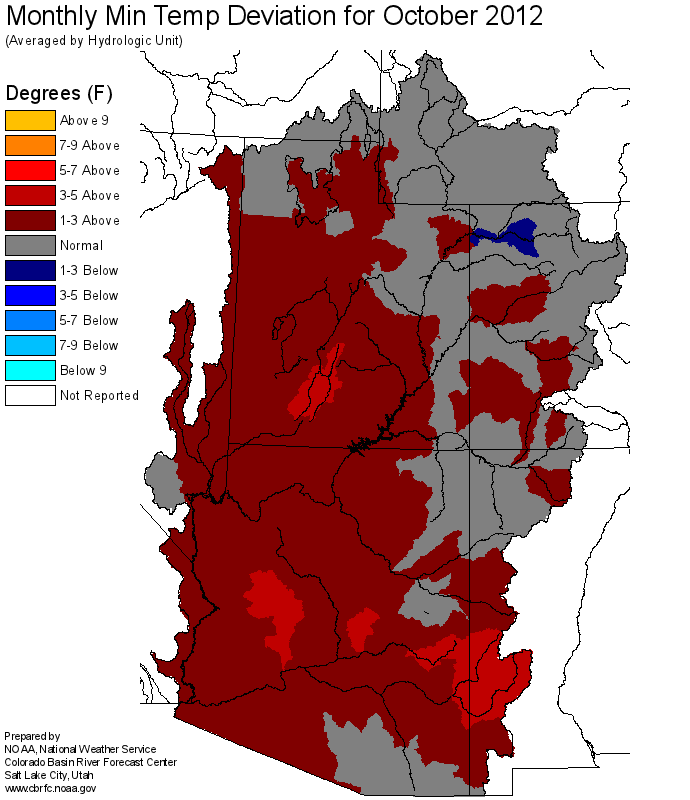 Monthly Min Temp Deviation for October 2012
(Averaged by Hydrologic Unit)
Degrees (F)
Above 9
7-9 Above
5-7 Above
3-5 Above
1-3 Above
Normal
1-3 Below
3-5 Below
5-7 Below
7-9 Below
Below 9
Not Reported
Prepared by
NOAA, National Weather Service
Colorado Basin River Forecast Center
Salt Lake City, Utah
www.cbrfc.noaa.gov